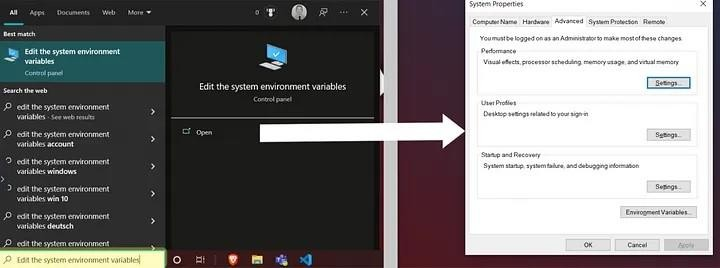 All Apps Documents Web More
0
Best match
Edit the system environment
variables
Control panel
Search the web
edit the system environment
variables - See web results
edit the system environment
variables account
edit the system environment
variables windows
edit the system environment
variables win 10
edit the system environment
variables deutsch
edit the system environment
Edit the system environment variables
Edit the system environment variables
Control panel
Open
System Properties
Computer Name Hardware Advanced System Protection Remote
You must be logged on as an Administrator to make most of these changes.
Performance
Visual effects, processor scheduling, memory usage, and virtual memory
Settings...
User Profiles
Desktop settings related to your sign-in
Settings...
Startup and Recovery
System startup, system failure, and debugging information
Settings...
Environment Variables...
OK Cancel Apply